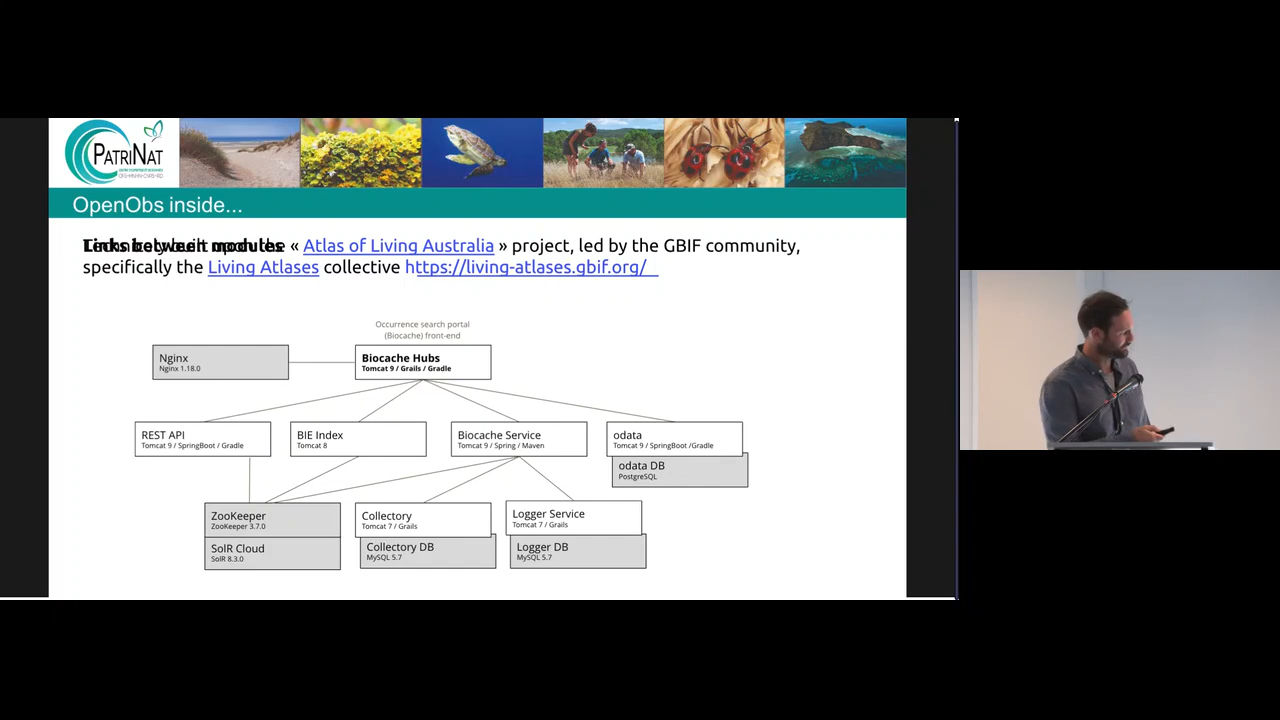 PATRINAT
OpenObs inside...
Links between modules « Atlas of Living Australia » project, led by the GBIF community,
specifically the Living Atlases collective https://living-atlases.gbif.org/
Occurrence search portal
(Biocache) front-end
Nginx
Nginx 1.18.0
Biocache Hubs
Tomcat 9 / Grails / Gradle
REST API
Tomcat 9 / SpringBoot / Gradle
BIE Index
Tomcat 8
Biocache Service
Tomcat 9 / Spring / Maven
odata
Tomcat 9 / SpringBoot /Gradle
odata DB
PostgreSQL
ZooKeeper
ZooKeeper 3.7.0
SolR Cloud
SolR 8.3.0
Collectory
Tomcat 7 / Grails
Collectory DB
MySQL 5.7
Logger Service
Tomcat 7 / Grails
Logger DB
MySQL 5.7